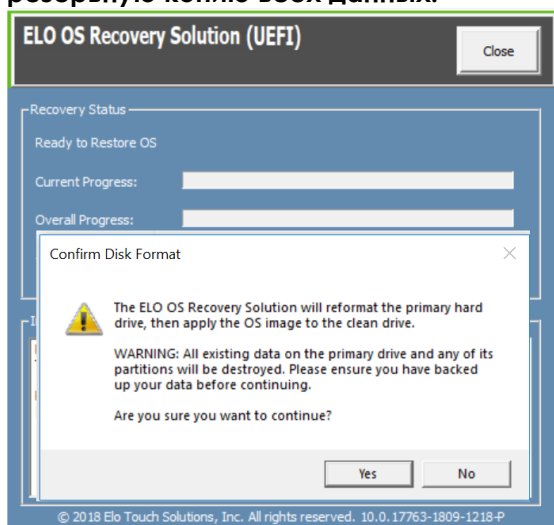 резервную копию всех данных.
ELO OS Recovery Solution (UEFI)
Close
Recovery Status
Ready to Restore OS
Current Progress:
Overall Progress:
Confirm Disk Format
The ELO OS Recovery Solution will reformat the primary hard
drive, then apply the OS image to the clean drive.
WARNING: All existing data on the primary drive and any of its
partitions will be destroyed. Please ensure you have backed
up your data before continuing.
Are you sure you want to continue?
Yes
No
© 2018 Elo Touch Solutions, Inc. All rights reserved. 10.0.17763-1809-1218-P